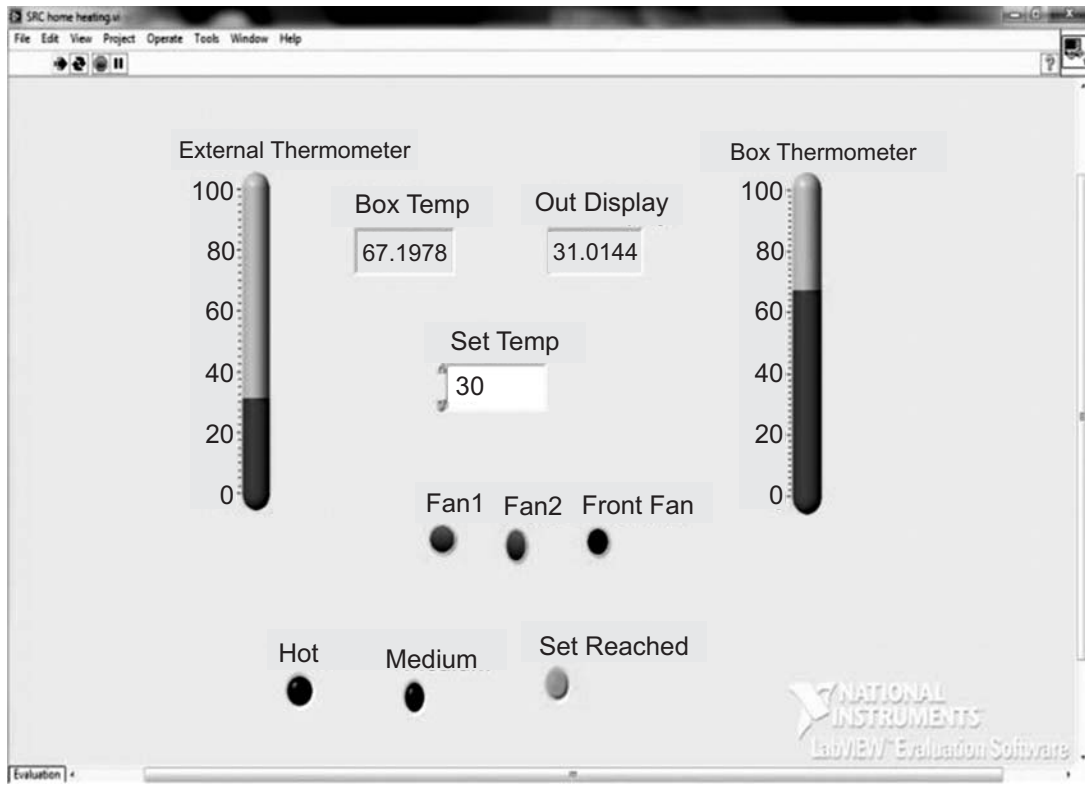 SRC home heating.vi
File Edit View Project Operate Tools Window Help
?
External Thermometer
Box Thermometer
Box Temp
Out Display
67.1978
31.0144
100
80
60
40
20
0
100
80
60
40
20
0
Set Temp
30
Fan1 Fan2 Front Fan
Hot Medium Set Reached
NATIONAL
INSTRUMENTS
LabVIEW™ Evaluation Software
Evaluation